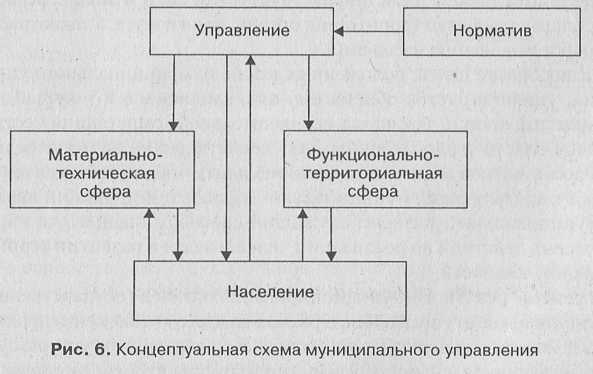 Управление
Норматив
Материально-
техническая
сфера
Функционально-
территориальная
сфера
Население
Рис. 6. Концептуальная схема муниципального управления